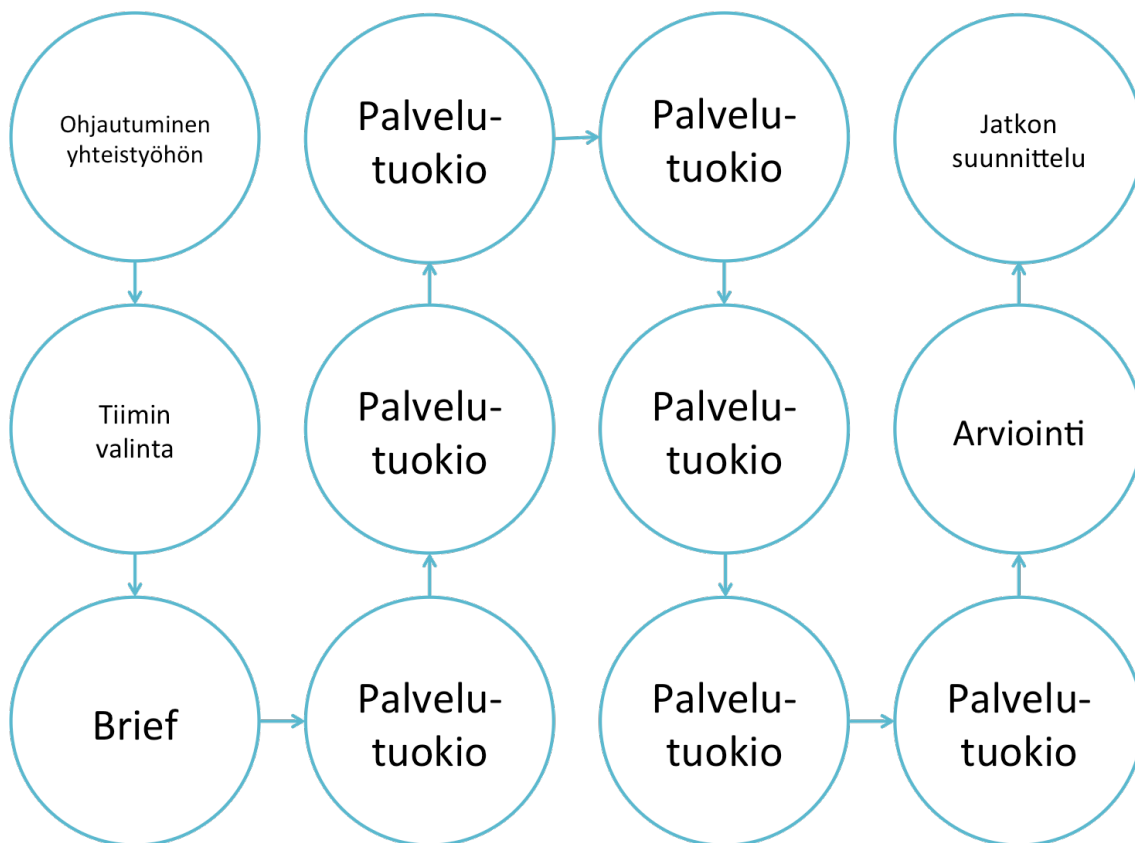 Ohjautuminen
yhteistyöhön
Tiimin
valinta
Brief
Palvelu-
tuokio
Palvelu-
tuokio
Palvelu-
tuokio
Palvelu-
tuokio
Palvelu-
tuokio
Palvelu-
tuokio
Palvelu-
tuokio
Arviointi
Jatkon
suunnittelu